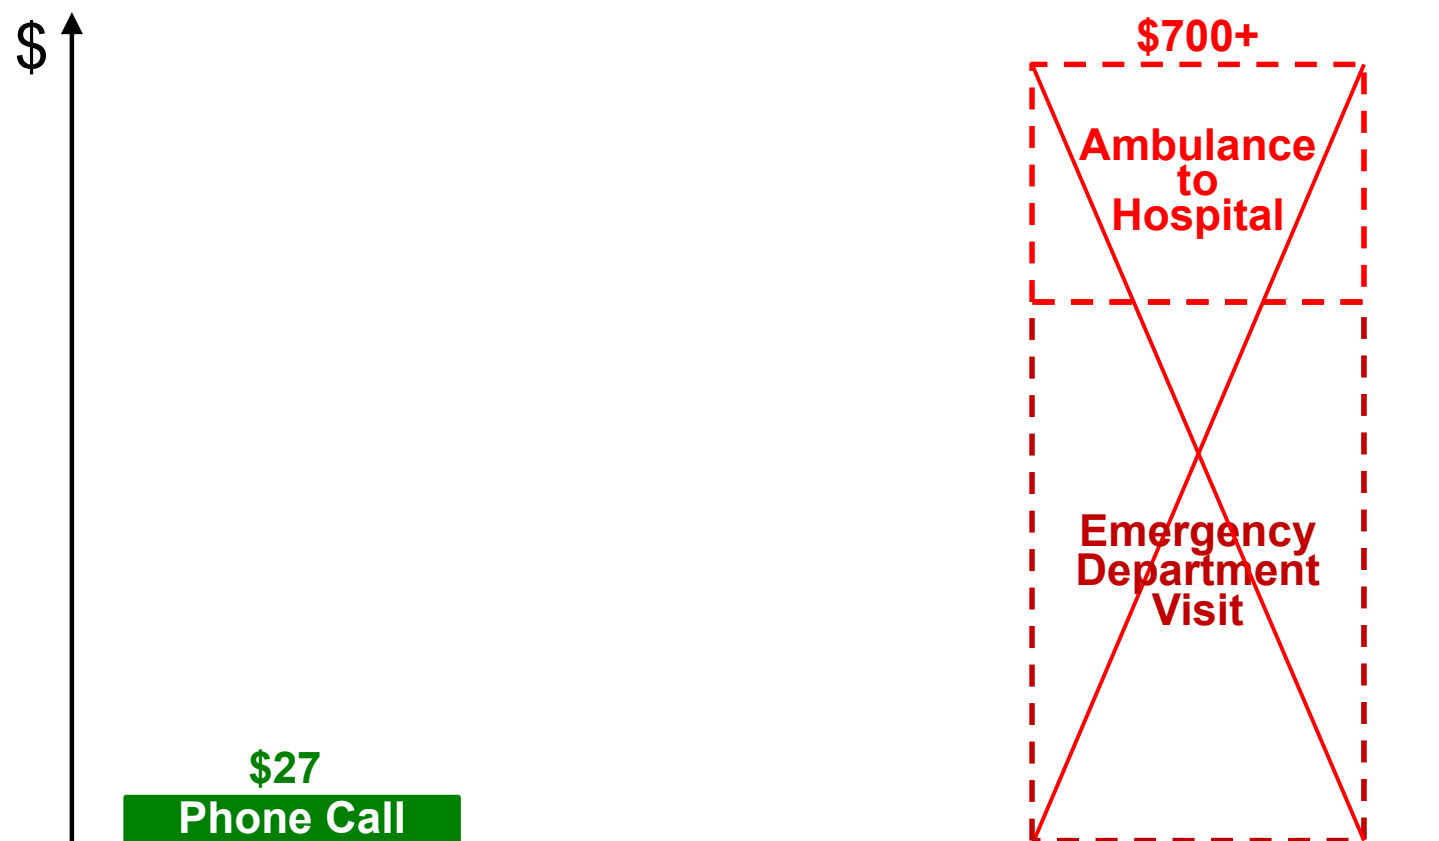 $
$700+
Ambulance
to
Hospital
Emergency
Department
Visit
$27
Phone Call